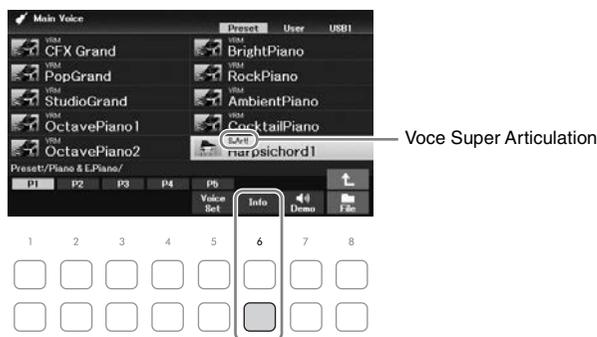 Main Voice
Preset User USB1
VRM CFX Grand VRM BrightPiano
VRM PopGrand VRM RockPiano
VRM StudioGrand VRM AmbientPiano
VRM OctavePiano1 VRM CocktailPiano
VRM OctavePiano2 S.Art! Harpsichord1
Voce Super Articulation
Preset:/Piano & E.Piano/
P1 P2 P3 P4 P5
Voice Set Info Demo File
1 2 3 4 5 6 7 8